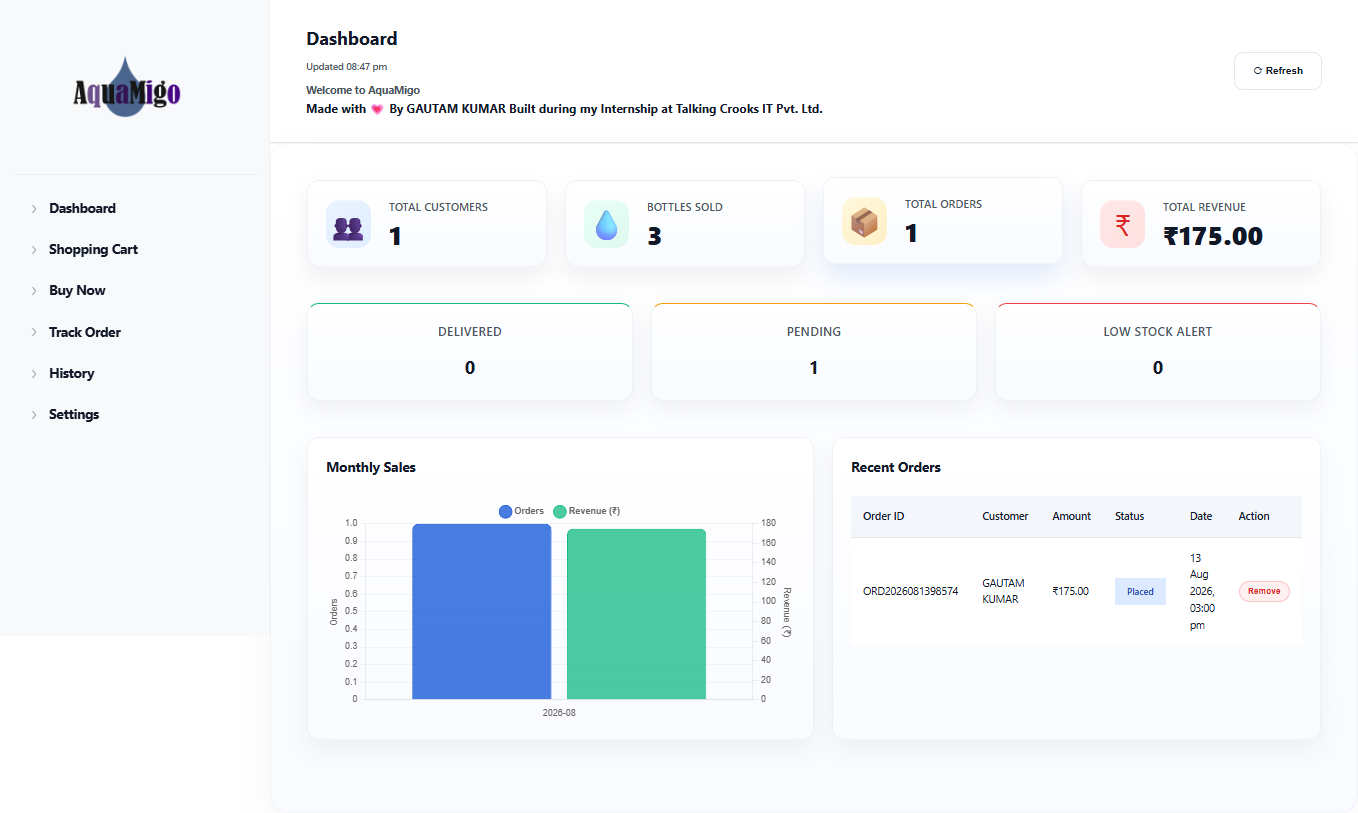 AquaMigo
Dashboard
Updated 08:47 pm
Welcome to AquaMigo
Made with 💗 By GAUTAM KUMAR Built during my Internship at Talking Crooks IT Pvt. Ltd.
Refresh
Dashboard
Shopping Cart
Buy Now
Track Order
History
Settings
TOTAL CUSTOMERS
1
BOTTLES SOLD
3
TOTAL ORDERS
1
TOTAL REVENUE
₹
₹175.00
DELIVERED
0
PENDING
1
LOW STOCK ALERT
0
Monthly Sales
Orders Revenue (₹)
1.0
0.9
0.8
0.7
0.6
0.5
0.4
0.3
0.2
0.1
0
Orders
180
160
140
120
100
80
60
40
20
0
Revenue (₹)
2026-08
Recent Orders
Order ID Customer Amount Status Date Action
ORD2026081398574
GAUTAM
KUMAR
₹175.00
Placed
13
Aug
2026,
03:00
pm
Remove